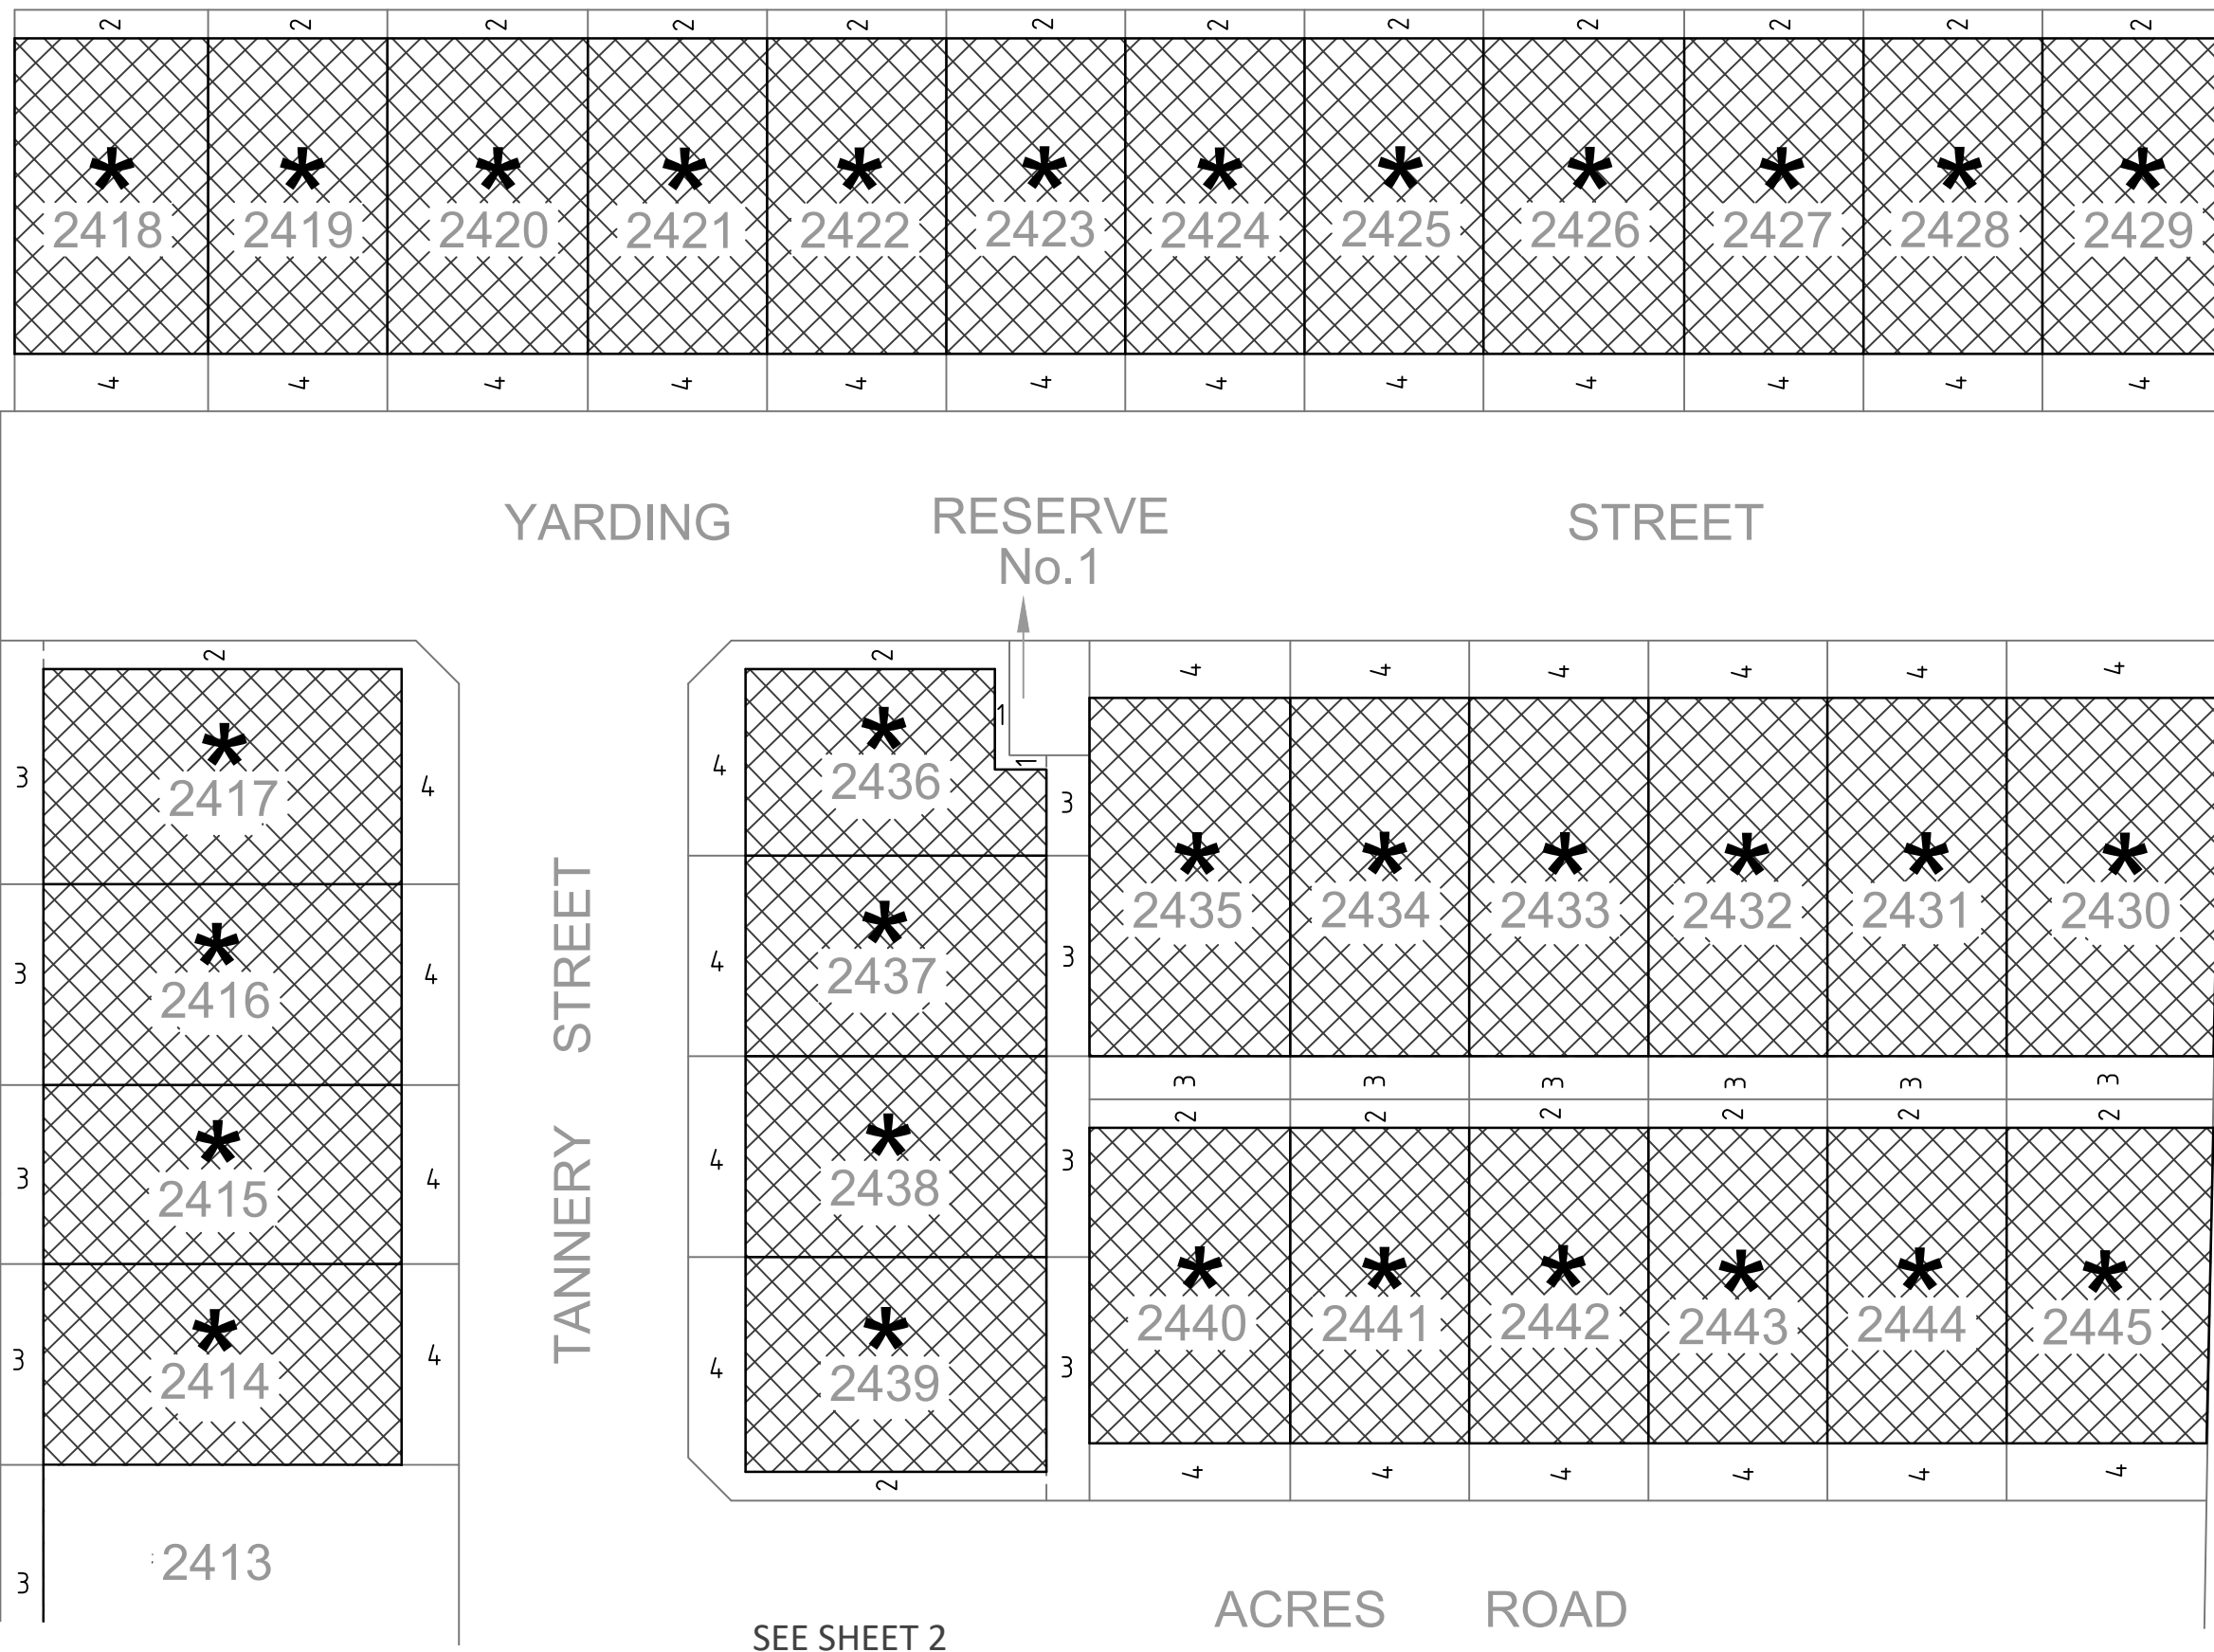 2 2 2 2 2 2 2 2 2 2 2 2
* * * * * * * * * * * *
2418 2419 2420 2421 2422 2423 2424 2425 2426 2427 2428 2429
4 4 4 4 4 4 4 4 4 4 4 4
YARDING RESERVE STREET
No.1
2 2 4 4 4 4 4 4
3 * 4 4 * 1 1 3
2417 2436
* * * * * *
2435 2434 2433 2432 2431 2430
3 * 4 4 * 3
2416 2437
3 3 3 3 3 3
2 2 2 2 2 2
3 * 4 4 * 3
2415 2438
* * * * * *
2440 2441 2442 2443 2444 2445
3 * 4 4 * 3
2414 2439
4 4 4 4 4 4
2
TANNERY STREET
3 2413
ACRES ROAD
SEE SHEET 2